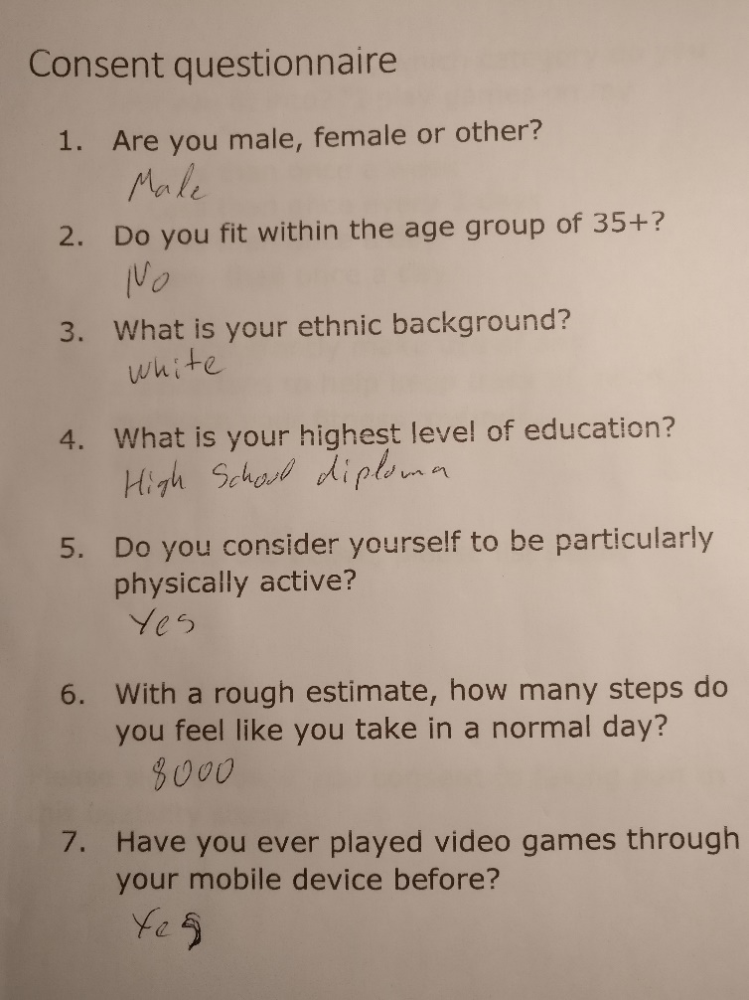 Consent questionnaire
1. Are you male, female or other?
Male
2. Do you fit within the age group of 35+?
No
3. What is your ethnic background?
White
4. What is your highest level of education?
High School diploma
5. Do you consider yourself to be particularly
physically active?
Yes
6. With a rough estimate, how many steps do
you feel like you take in a normal day?
8000
7. Have you ever played video games through
your mobile device before?
Yes